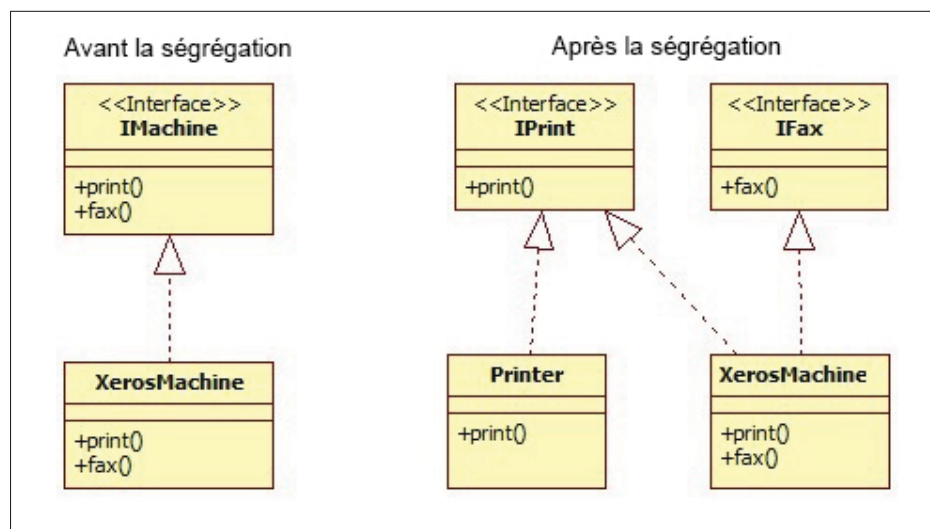 Avant la ségrégation
<<Interface>>
IMachine
+print()
+fax()
XerosMachine
+print()
+fax()
Après la ségrégation
<<Interface>>
IPrint
+print()
<<Interface>>
IFax
+fax()
Printer
+print()
XerosMachine
+print()
+fax()